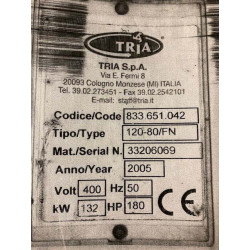 TRIA
TRIA S.p.A.
Via E. Fermi 8
20093 Cologno Monzese (MI) ITALIA
Tel. 39.02.273451 - Fax 39.02.2542101
E-mail: staff@tria.it
Codice/Code 833 651.042
Tipo/Type 120-80/FN
Mat./Serial N. 33206069
Anno/Year 2005
Volt 400 Hz 50
kW 132 HP 180 CE